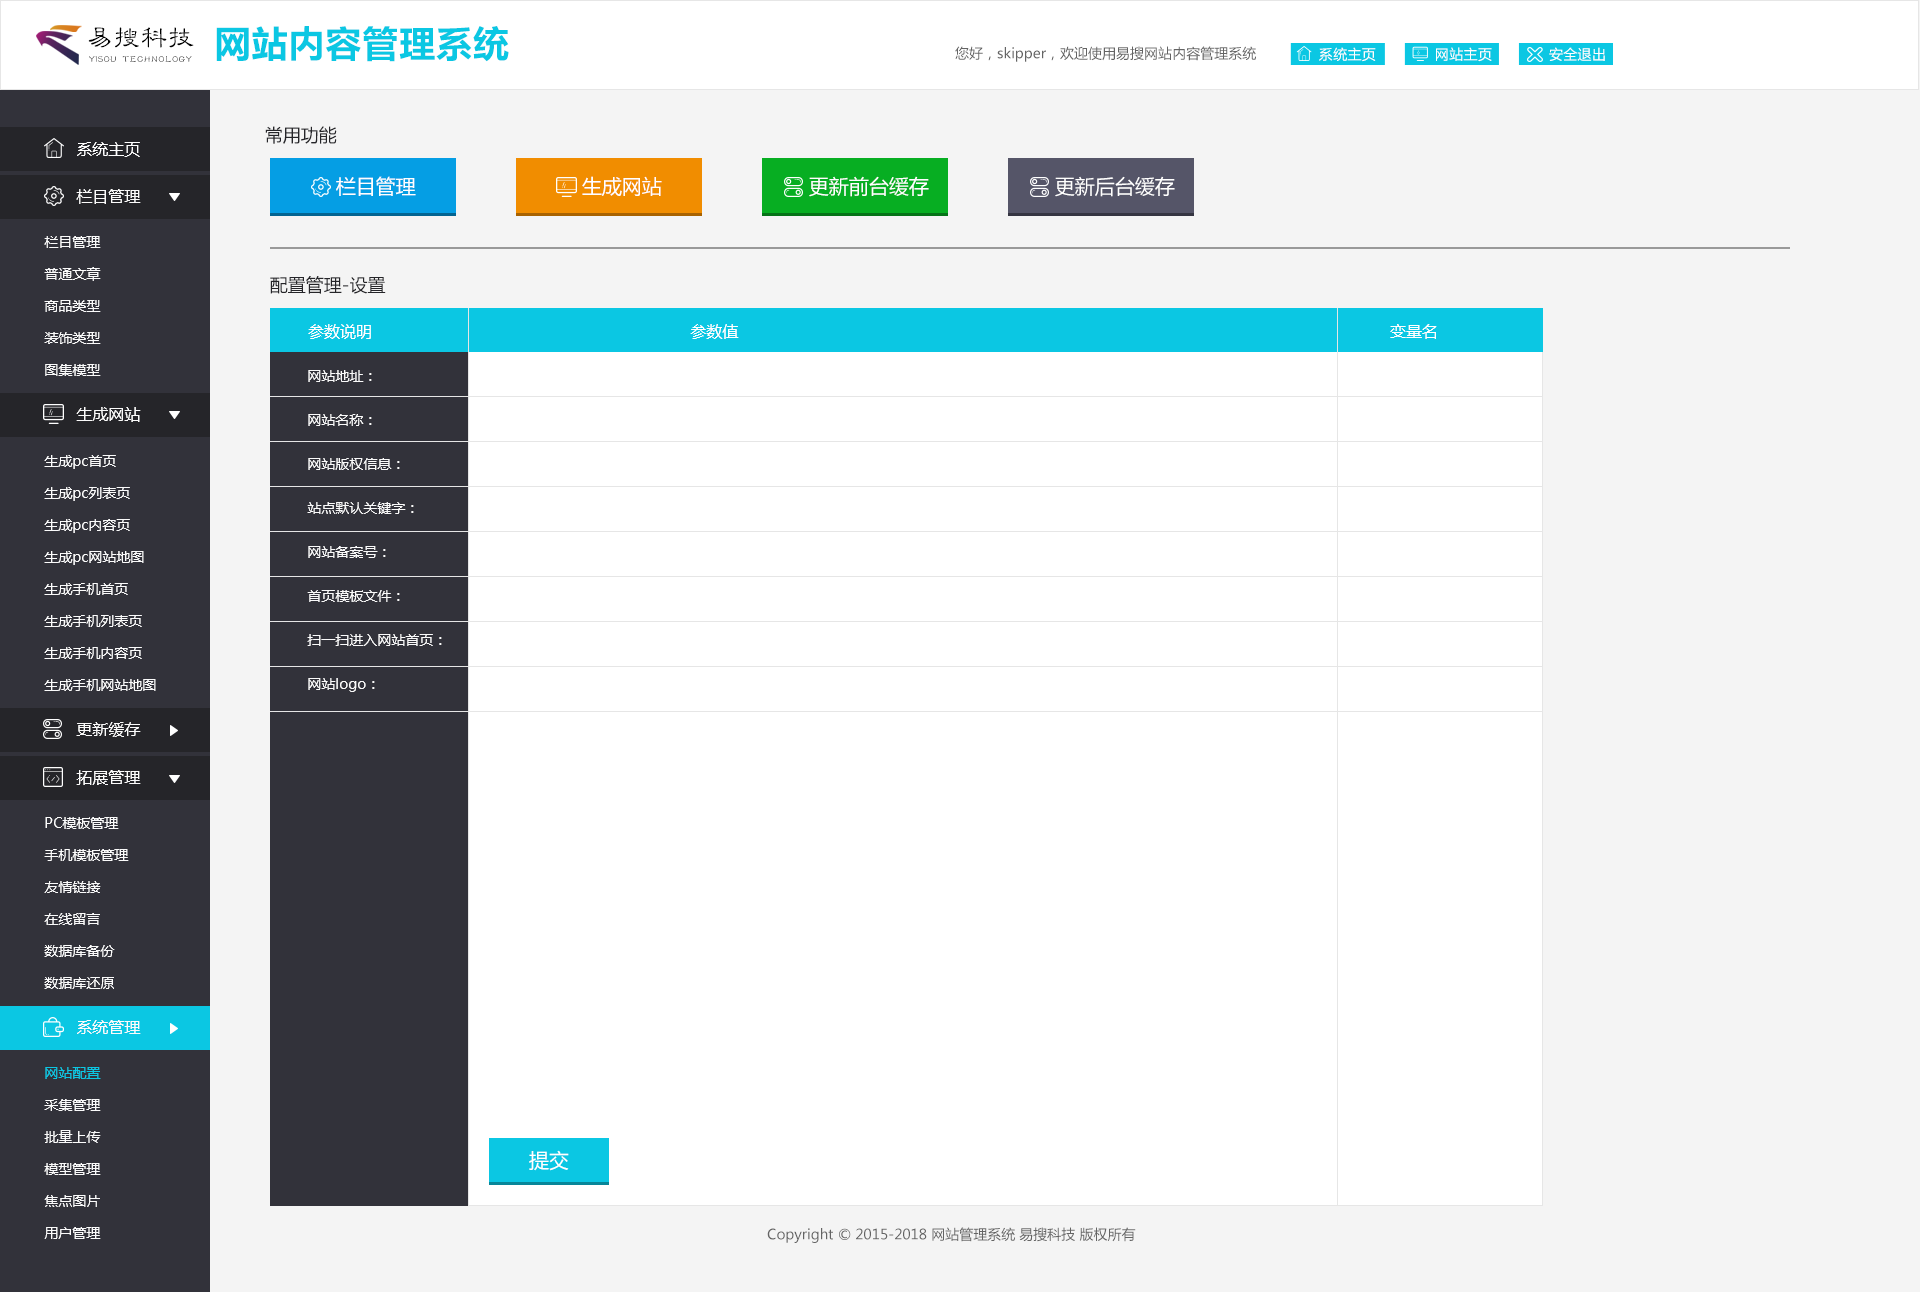 易搜科技
YISOU TECHNOLOGY
网站内容管理系统
您好，skipper，欢迎使用易搜网站内容管理系统
系统主页
网站主页
安全退出
系统主页
栏目管理
栏目管理
普通文章
商品类型
装饰类型
图集模型
生成网站
生成pc首页
生成pc列表页
生成pc内容页
生成pc网站地图
生成手机首页
生成手机列表页
生成手机内容页
生成手机网站地图
更新缓存
拓展管理
PC模板管理
手机模板管理
友情链接
在线留言
数据库备份
数据库还原
系统管理
网站配置
采集管理
批量上传
模型管理
焦点图片
用户管理
常用功能
栏目管理
生成网站
更新前台缓存
更新后台缓存
配置管理-设置
参数说明 参数值 变量名
网站地址：
网站名称：
网站版权信息：
站点默认关键字：
网站备案号：
首页模板文件：
扫一扫进入网站首页：
网站logo：
提交
Copyright © 2015-2018 网站管理系统 易搜科技 版权所有